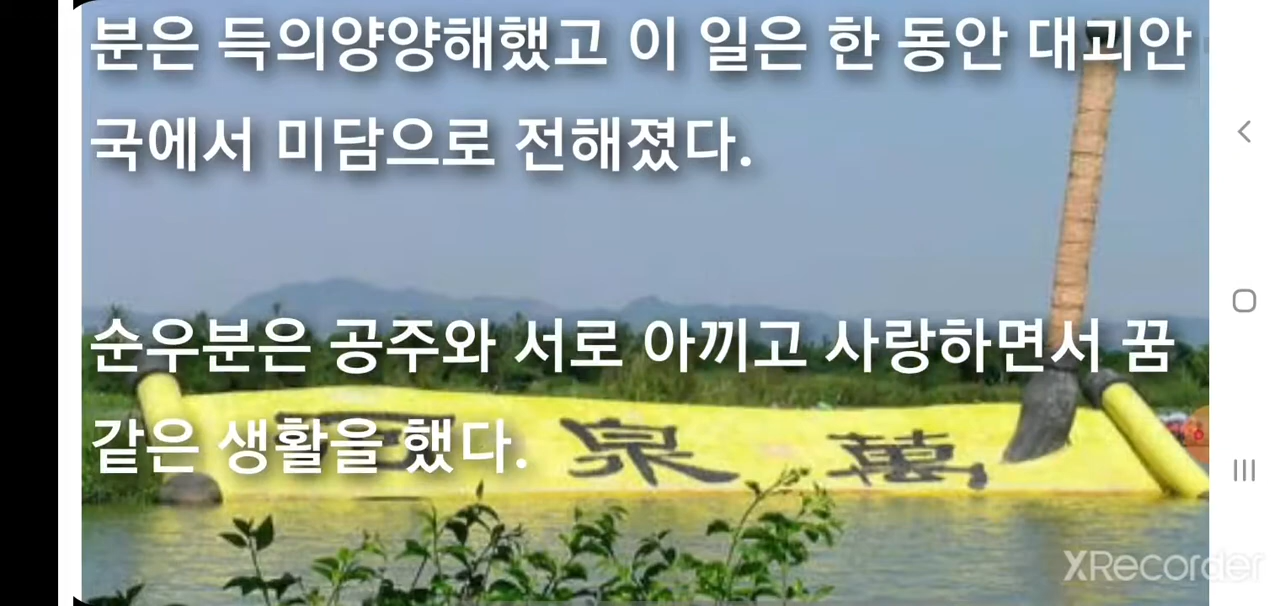 분은 득의양양해했고 이 일은 한 동안 대괴안
국에서 미담으로 전해졌다.
순우분은 공주와 서로 아끼고 사랑하면서 꿈
같은 생활을 했다.
泉 萬
XRecorder